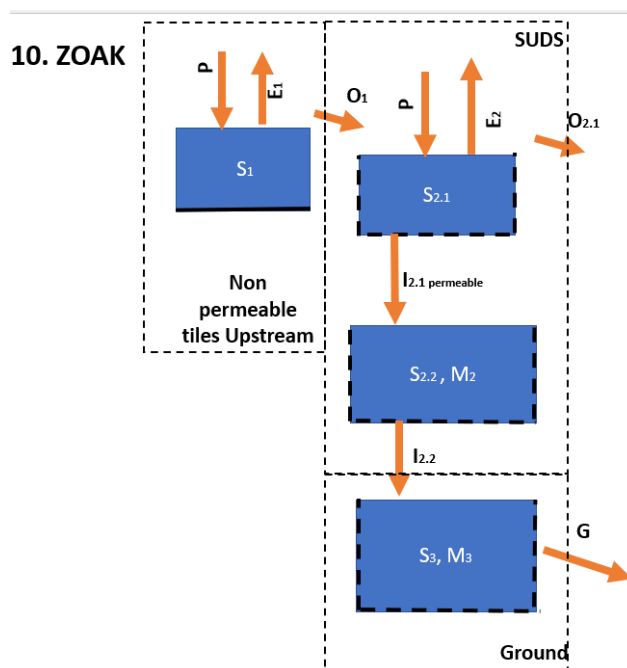 10. ZOAK
SUDS
P
E1
O1
P
E2
O2.1
S1
S2.1
Non
permeable
tiles Upstream
I2.1 permeable
S2.2, M2
I2.2
S3, M3
G
Ground